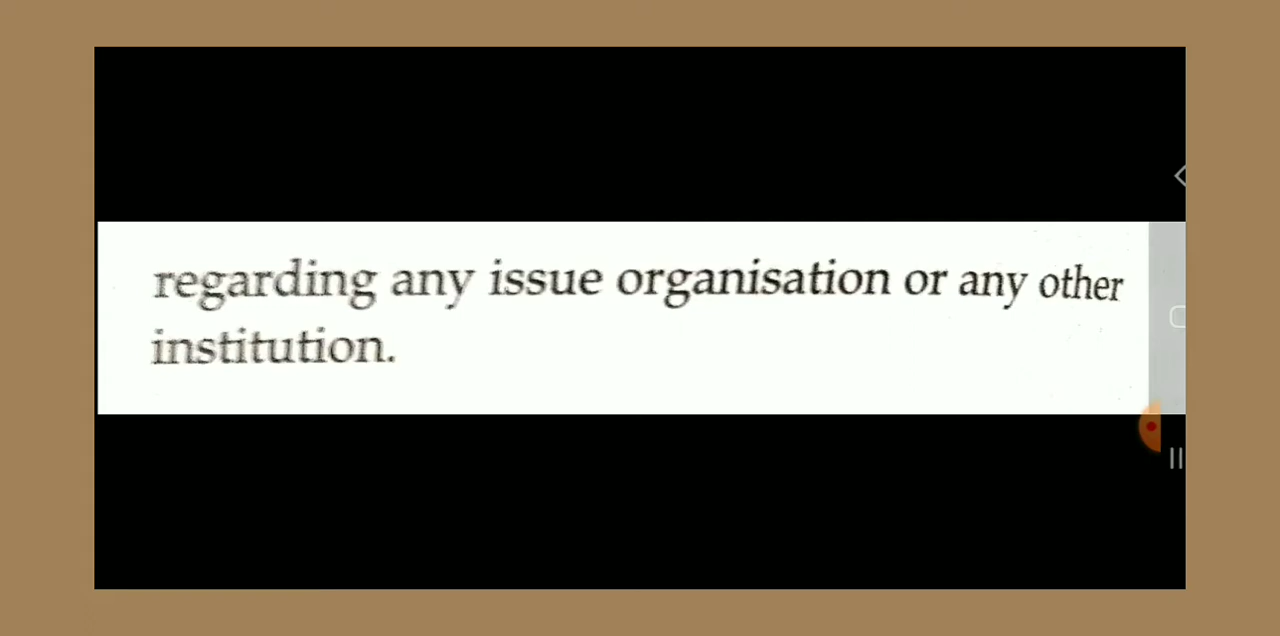 regarding any issue organisation or any other
institution.